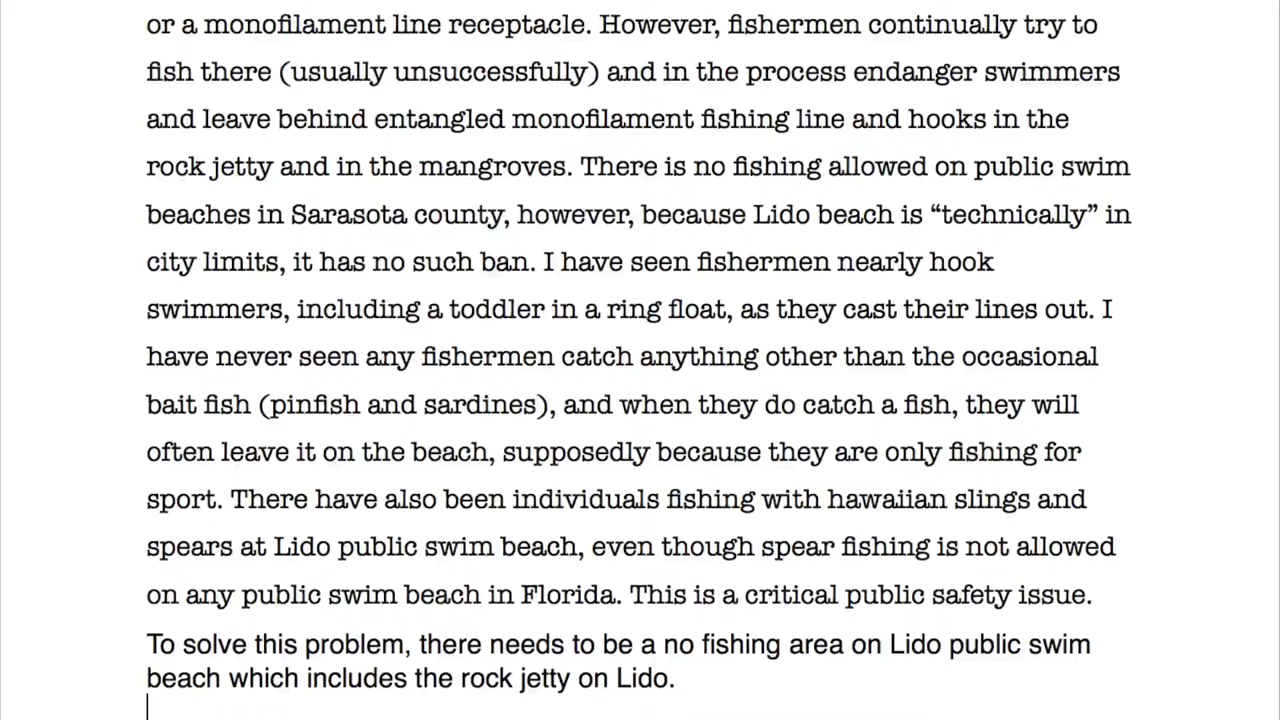 or a monofilament line receptacle. However, fishermen continually try to
fish there (usually unsuccessfully) and in the process endanger swimmers
and leave behind entangled monofilament fishing line and hooks in the
rock jetty and in the mangroves. There is no fishing allowed on public swim
beaches in Sarasota county, however, because Lido beach is “technically” in
city limits, it has no such ban. I have seen fishermen nearly hook
swimmers, including a toddler in a ring float, as they cast their lines out. I
have never seen any fishermen catch anything other than the occasional
bait fish (pinfish and sardines), and when they do catch a fish, they will
often leave it on the beach, supposedly because they are only fishing for
sport. There have also been individuals fishing with hawaiian slings and
spears at Lido public swim beach, even though spear fishing is not allowed
on any public swim beach in Florida. This is a critical public safety issue.
To solve this problem, there needs to be a no fishing area on Lido public swim
beach which includes the rock jetty on Lido.